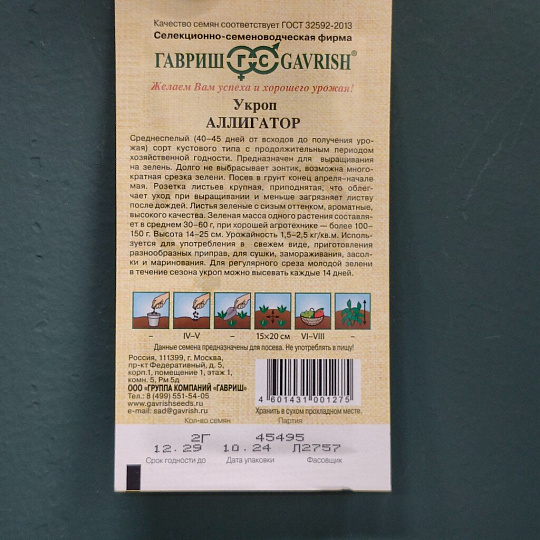 Качество семян соответствует ГОСТ 32592-2013
Селекционно-семеноводческая фирма
ГАВРИШ Г С GAVRISH®
Желаем Вам успеха и хорошего урожая!
Укроп
АЛЛИГАТОР
Среднеспелый (40–45 дней от всходов до получения уро-
жая) сорт кустового типа с продолжительным периодом
хозяйственной годности. Предназначен для выращивания
на зелень. Долго не выбрасывает зонтик, возможна много-
кратная срезка зелени. Посев в грунт конец апреля–начале
мая. Розетка листьев крупная, приподнятая, что облег-
чает уход при выращивании и меньше загрязняет листву
после дождей. Листья зеленые с сизым оттенком, ароматные,
высокого качества. Зеленая масса одного растения составля-
ет в среднем 30–60 г, при хорошей агротехнике — более 100–
150 г. Высота 14–25 см. Урожайность 1,5–2,5 кг/кв.м. Исполь-
зуется для употребления в свежем виде, приготовления
разнообразных приправ, для сушки, замораживания, засол-
ки и маринования. Для регулярного среза молодой зелени
в течение сезона укроп можно высевать каждые 14 дней.
– IV–V – 15×20 см VI–VIII –
Данные семена предназначены для посева. Не употреблять в пищу!
Россия, 111399, г. Москва,
пр-кт Федеративный, д. 5,
корп.1, помещение 1, этаж 1,
комн. 5, Рм 5д
ООО "ГРУППА КОМПАНИЙ "ГАВРИШ"
Тел.: 8 (499) 551-54-05
www.gavrishseeds.ru
e-mail: sad@gavrish.ru
4 601431 001275
Хранить в сухом прохладном месте.
Кол-во семян Партия
2Г 45495
12.29 10.24 Л2757
Срок годности до Дата упаковки Фасовщик